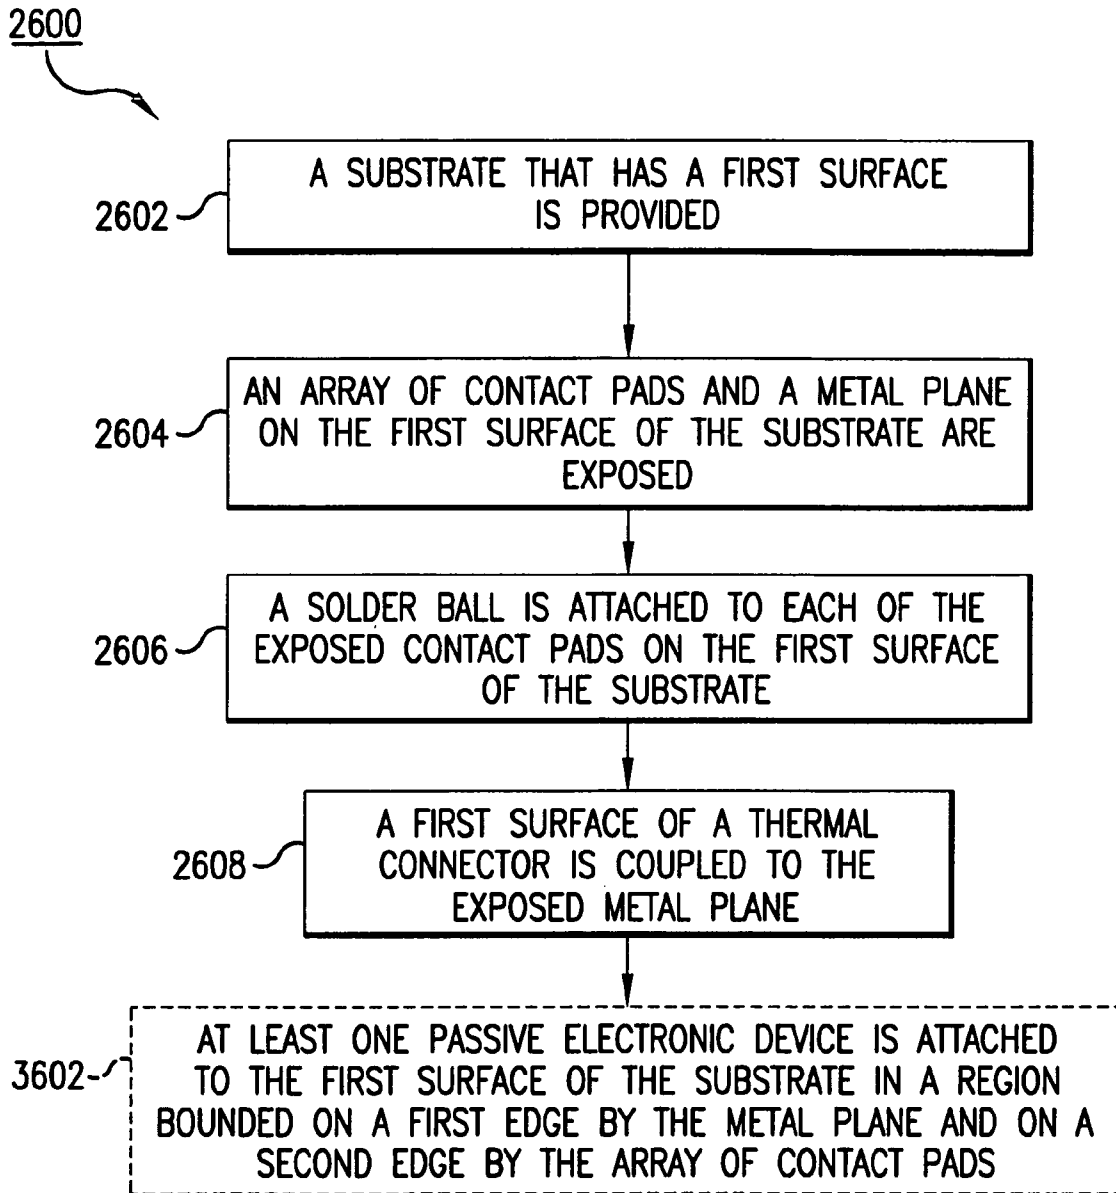 2600
A SUBSTRATE THAT HAS A FIRST SURFACE
IS PROVIDED
2602
AN ARRAY OF CONTACT PADS AND A METAL PLANE
ON THE FIRST SURFACE OF THE SUBSTRATE ARE
EXPOSED
2604
A SOLDER BALL IS ATTACHED TO EACH OF THE
EXPOSED CONTACT PADS ON THE FIRST SURFACE
OF THE SUBSTRATE
2606
A FIRST SURFACE OF A THERMAL
CONNECTOR IS COUPLED TO THE
EXPOSED METAL PLANE
2608
AT LEAST ONE PASSIVE ELECTRONIC DEVICE IS ATTACHED
TO THE FIRST SURFACE OF THE SUBSTRATE IN A REGION
BOUNDED ON A FIRST EDGE BY THE METAL PLANE AND ON A
SECOND EDGE BY THE ARRAY OF CONTACT PADS
3602